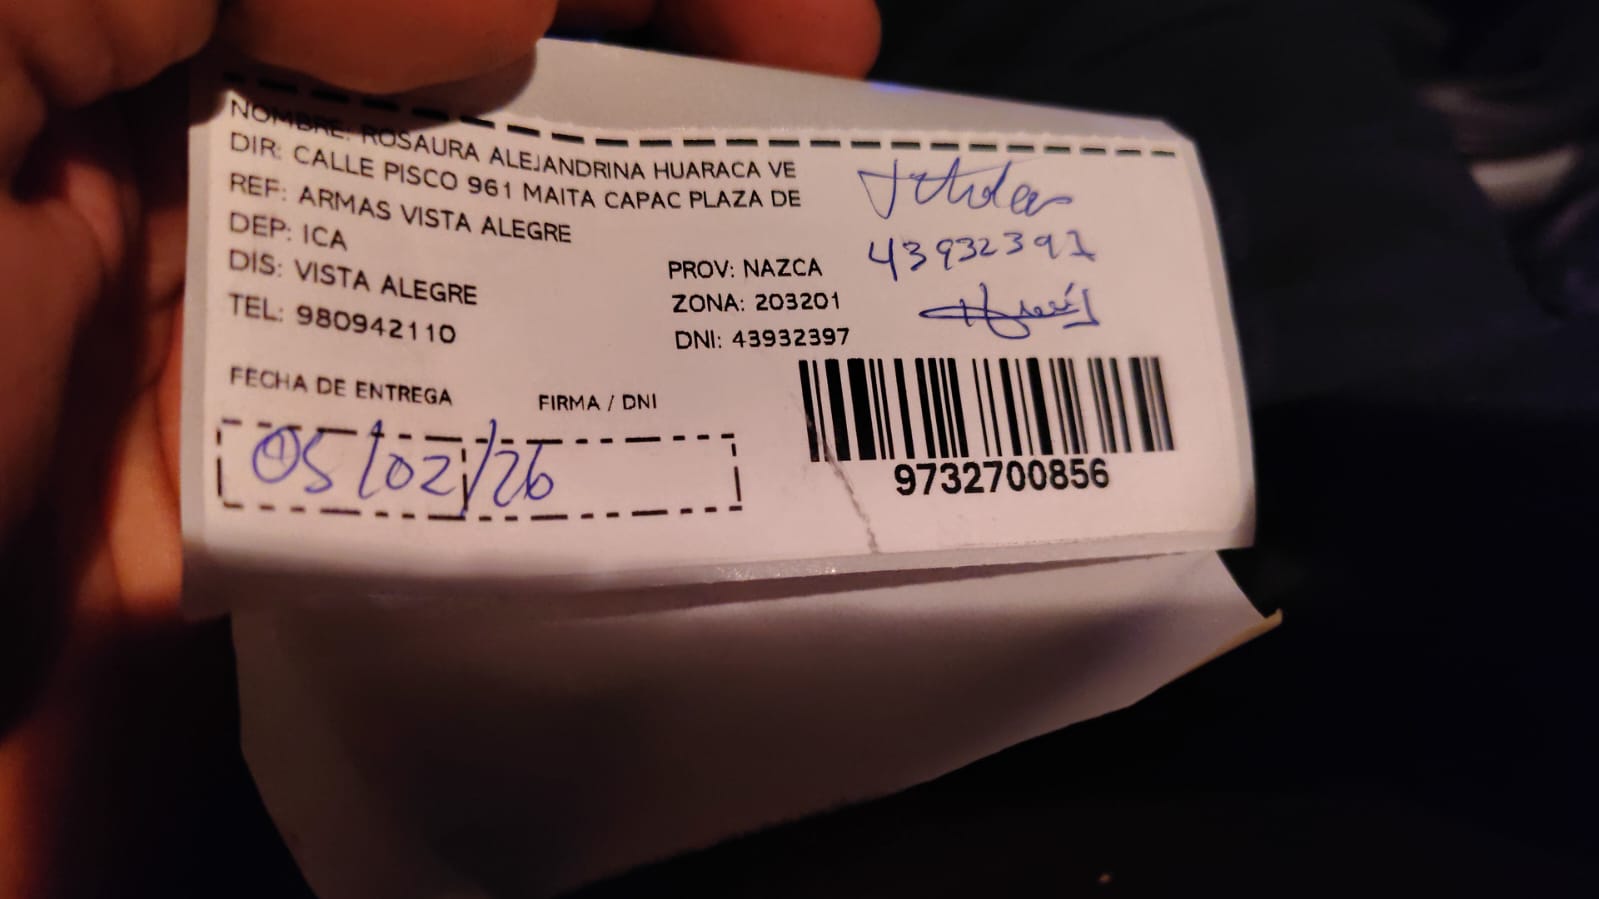 NOMBRE: ROSAURA ALEJANDRINA HUARACA VE
DIR: CALLE PISCO 961 MAITA CAPAC PLAZA DE
REF: ARMAS VISTA ALEGRE
DEP: ICA
PROV: NAZCA
DIS: VISTA ALEGRE
ZONA: 203201
TEL: 980942110
DNI: 43932397
Titular
43932397
FECHA DE ENTREGA
FIRMA / DNI
05/02/26
9732700856